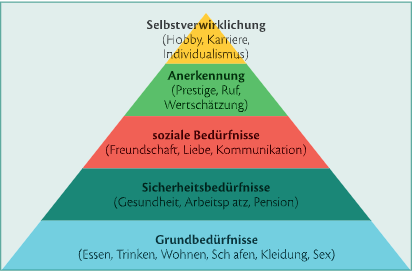 Selbstverwirklichung
(Hobby, Karriere,
Individualismus)
Anerkennung
(Prestige, Ruf,
Wertschätzung)
soziale Bedürfnisse
(Freundschaft, Liebe, Kommunikation)
Sicherheitsbedürfnisse
(Gesundheit, Arbeitsp atz, Pension)
Grundbedürfnisse
(Essen, Trinken, Wohnen, Sch afen, Kleidung, Sex)